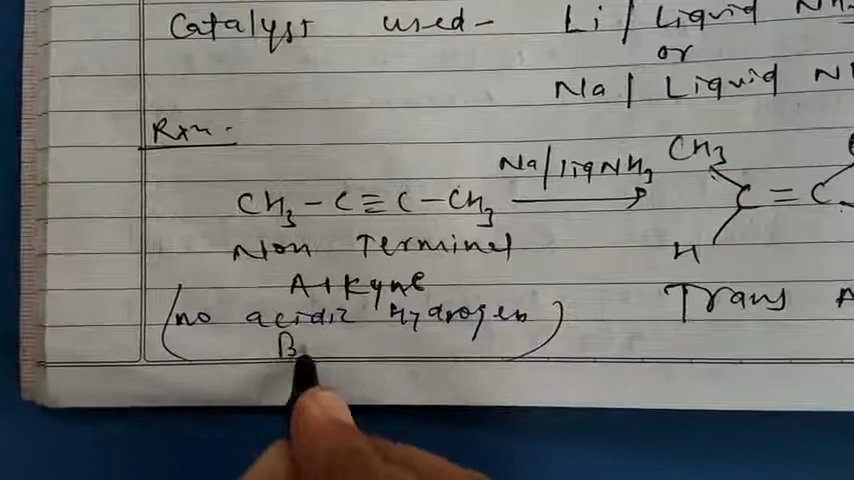 Catalyst used - Li / Liquid NH
or
Na / Liquid N
Rxn.
CH3 - C ≡ C - CH3 Na/liqNH3 CH3 C = C
H
Non Terminal
Alkyne Trans A
(no acidic Hydrogen)
B